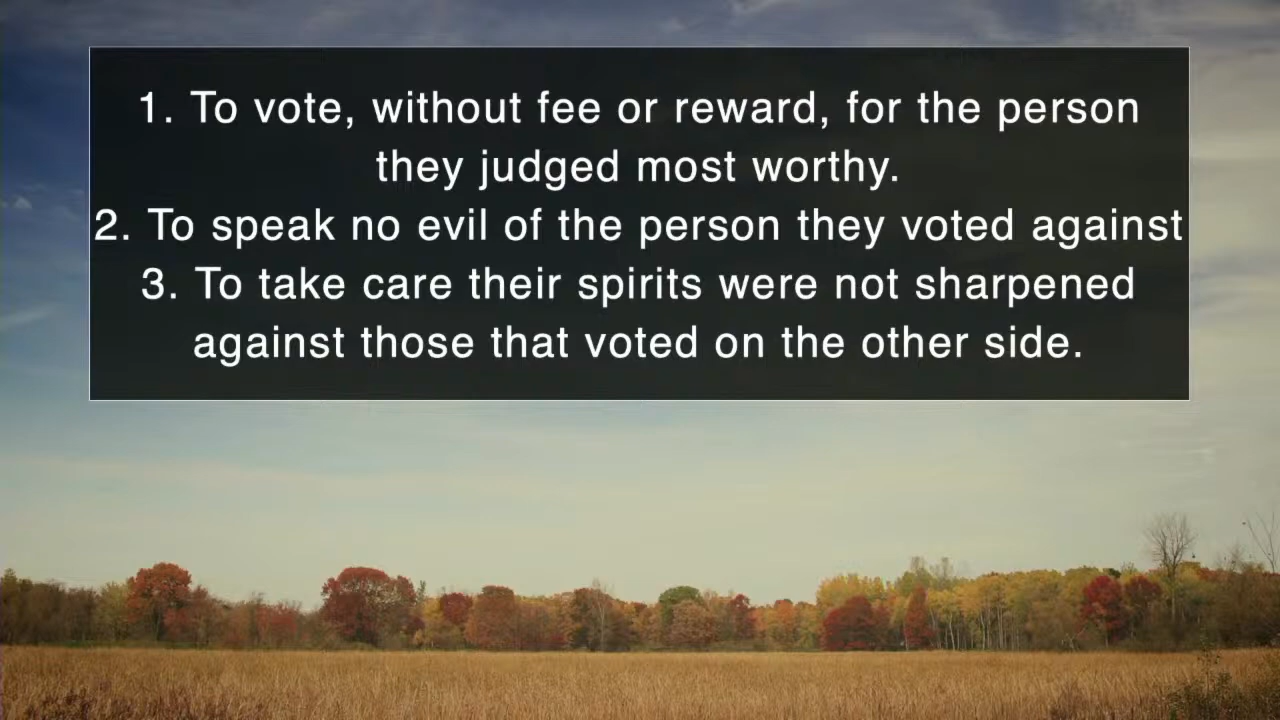 1. To vote, without fee or reward, for the person
they judged most worthy.
2. To speak no evil of the person they voted against
3. To take care their spirits were not sharpened
against those that voted on the other side.